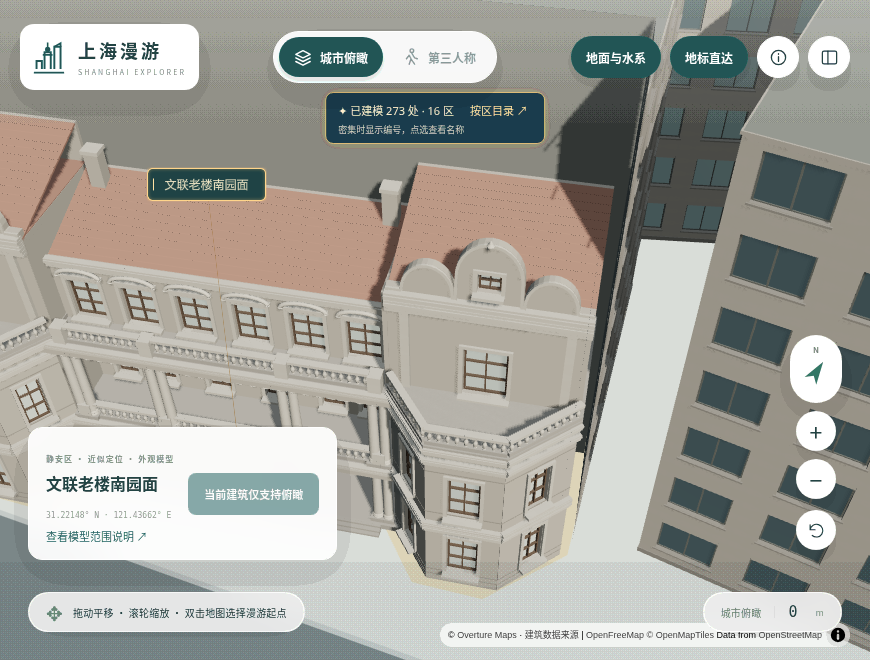 上海漫游
SHANGHAI EXPLORER
城市俯瞰
第三人称
地面与水系
地标直达
✦ 已建模 273 处 · 16 区 按区目录 ↗
密集时显示编号，点选查看名称
文联老楼南园面
N
静安区 · 近似定位 · 外观模型
文联老楼南园面
当前建筑仅支持俯瞰
31.22148° N · 121.43662° E
查看模型范围说明 ↗
拖动平移 · 滚轮缩放 · 双击地图选择漫游起点
城市俯瞰 0 m
© Overture Maps · 建筑数据来源 | OpenFreeMap © OpenMapTiles Data from OpenStreetMap